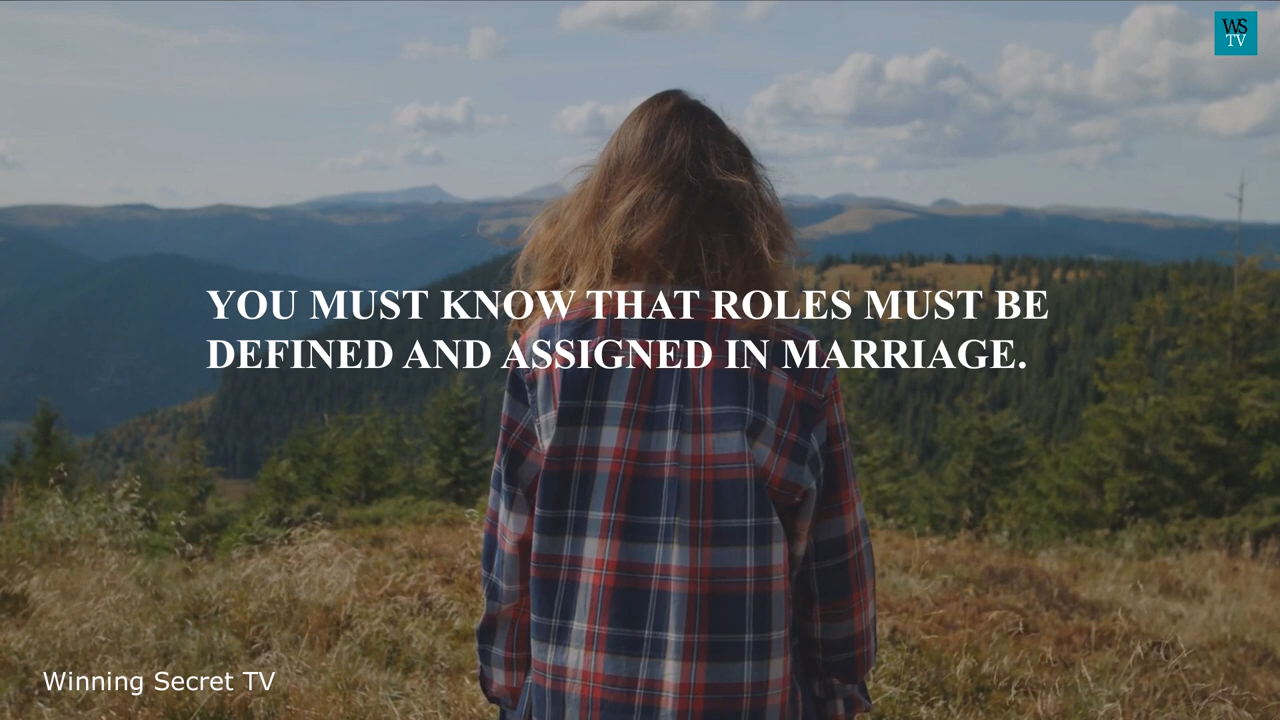 WS
TV
YOU MUST KNOW THAT ROLES MUST BE
DEFINED AND ASSIGNED IN MARRIAGE.
Winning Secret TV